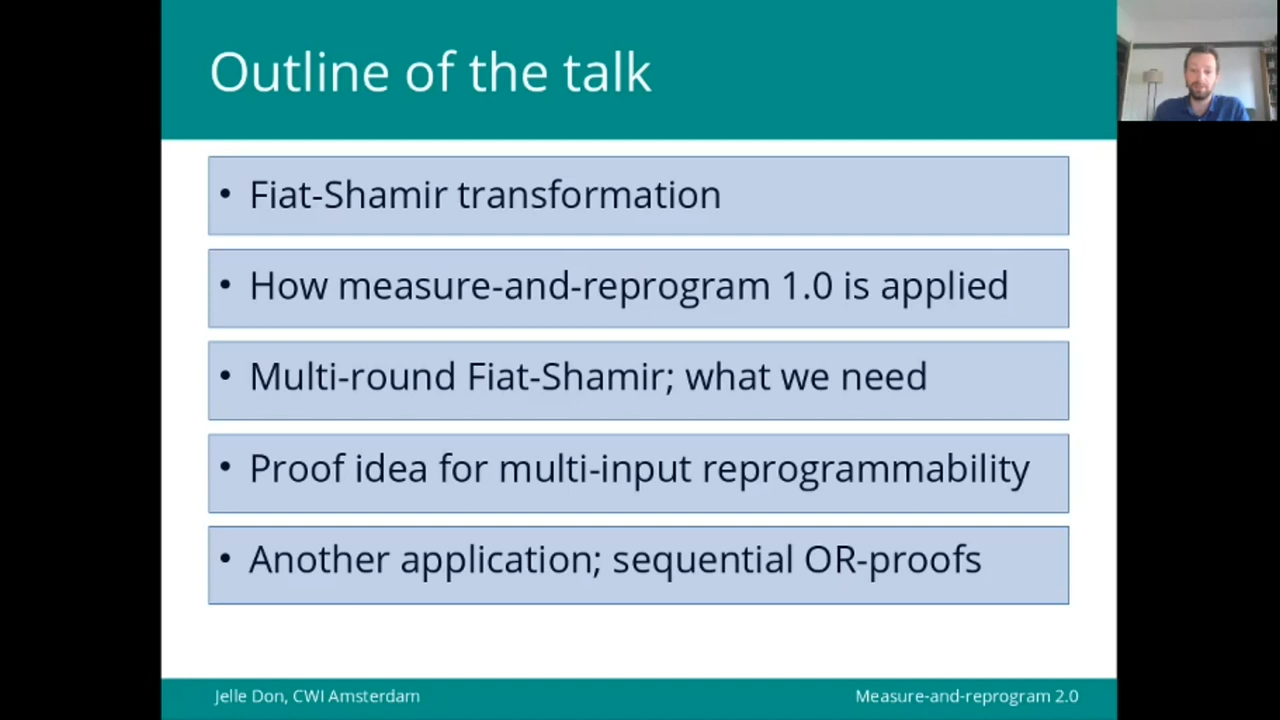 Outline of the talk
• Fiat-Shamir transformation
• How measure-and-reprogram 1.0 is applied
• Multi-round Fiat-Shamir; what we need
• Proof idea for multi-input reprogrammability
• Another application; sequential OR-proofs
Jelle Don, CWI Amsterdam
Measure-and-reprogram 2.0